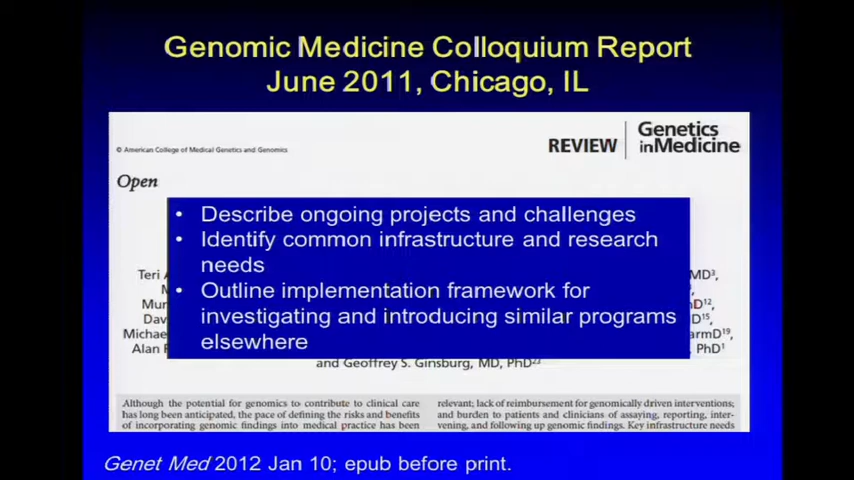 Genomic Medicine Colloquium Report
June 2011, Chicago, IL
© American College of Medical Genetics and Genomics
REVIEW
Genetics
inMedicine
Open
• Describe ongoing projects and challenges
• Identify common infrastructure and research
needs
• Outline implementation framework for
investigating and introducing similar programs
elsewhere
Teri
MD³,
Mur
D¹²,
Dav
D¹⁵,
Michae
armD¹⁹,
Alan
PhD¹
and Geoffrey S. Ginsburg, MD, PhD
Although the potential for genomics to contribute to clinical care
has long been anticipated, the pace of defining the risks and benefits
of incorporating genomic findings into medical practice has been
relevant; lack of reimbursement for genomically driven interventions;
and burden to patients and clinicians of assaying, reporting, inter-
vening, and following up genomic findings. Key infrastructure needs
Genet Med 2012 Jan 10; epub before print.